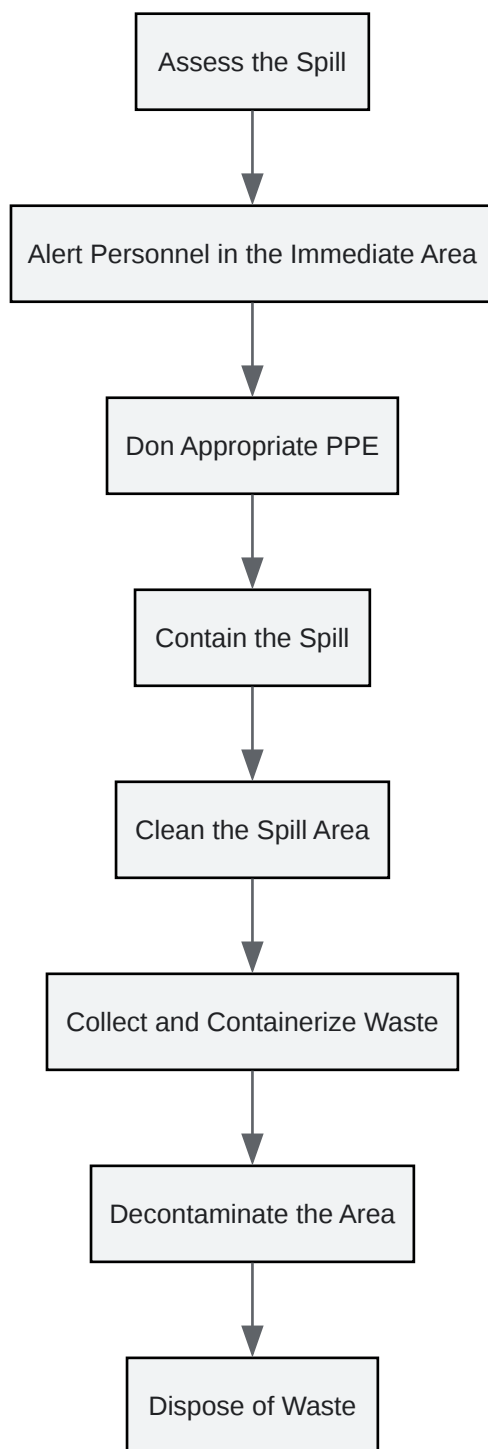 Assess the Spill
Alert Personnel in the Immediate Area
Don Appropriate PPE
Contain the Spill
Clean the Spill Area
Collect and Containerize Waste
Decontaminate the Area
Dispose of Waste